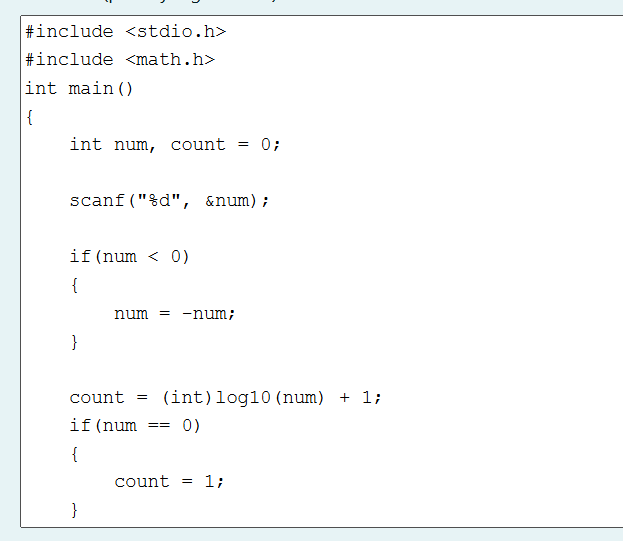 #include <stdio.h>
#include <math.h>
int main()
{
    int num, count = 0;

    scanf("%d", &num);

    if(num < 0)
    {
        num = -num;
    }

    count = (int)log10(num) + 1;
    if(num == 0)
    {
        count = 1;
    }